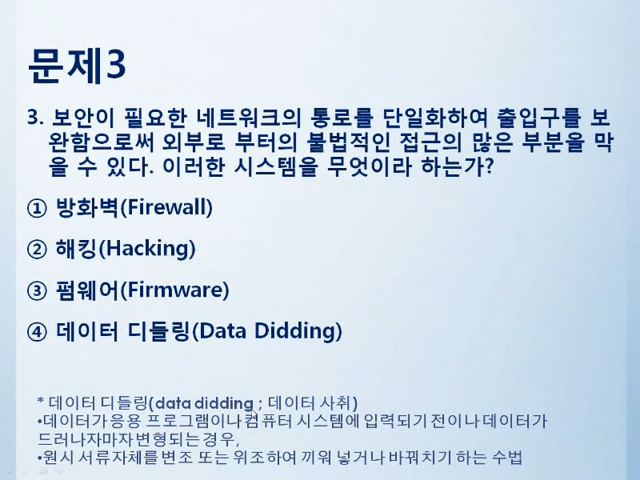 문제3
3. 보안이 필요한 네트워크의 통로를 단일화하여 출입구를 보
완함으로써 외부로 부터의 불법적인 접근의 많은 부분을 막
을 수 있다. 이러한 시스템을 무엇이라 하는가?
① 방화벽(Firewall)
② 해킹(Hacking)
③ 펌웨어(Firmware)
④ 데이터 디들링(Data Didding)
* 데이터 디들링(data didding ; 데이터 사취)
•데이터가 응용 프로그램이나 컴퓨터 시스템에 입력되기 전이나 데이터가
드러나자마자 변형되는 경우,
•원시 서류자체를 변조 또는 위조하여 끼워 넣거나 바꿔치기 하는 수법